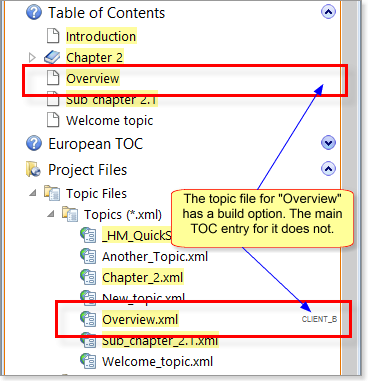 Table of Contents
Introduction
Chapter 2
Overview
Sub chapter 2.1
Welcome topic
European TOC
Project Files
Topic Files
Topics (*.xml)
The topic file for "Overview"
has a build option. The main
TOC entry for it does not.
Another_Topic.xml
Chapter_2.xml
New_topic.xml
Overview.xml CLIENT_B
Sub_chapter_2.1.xml
Welcome_topic.xml